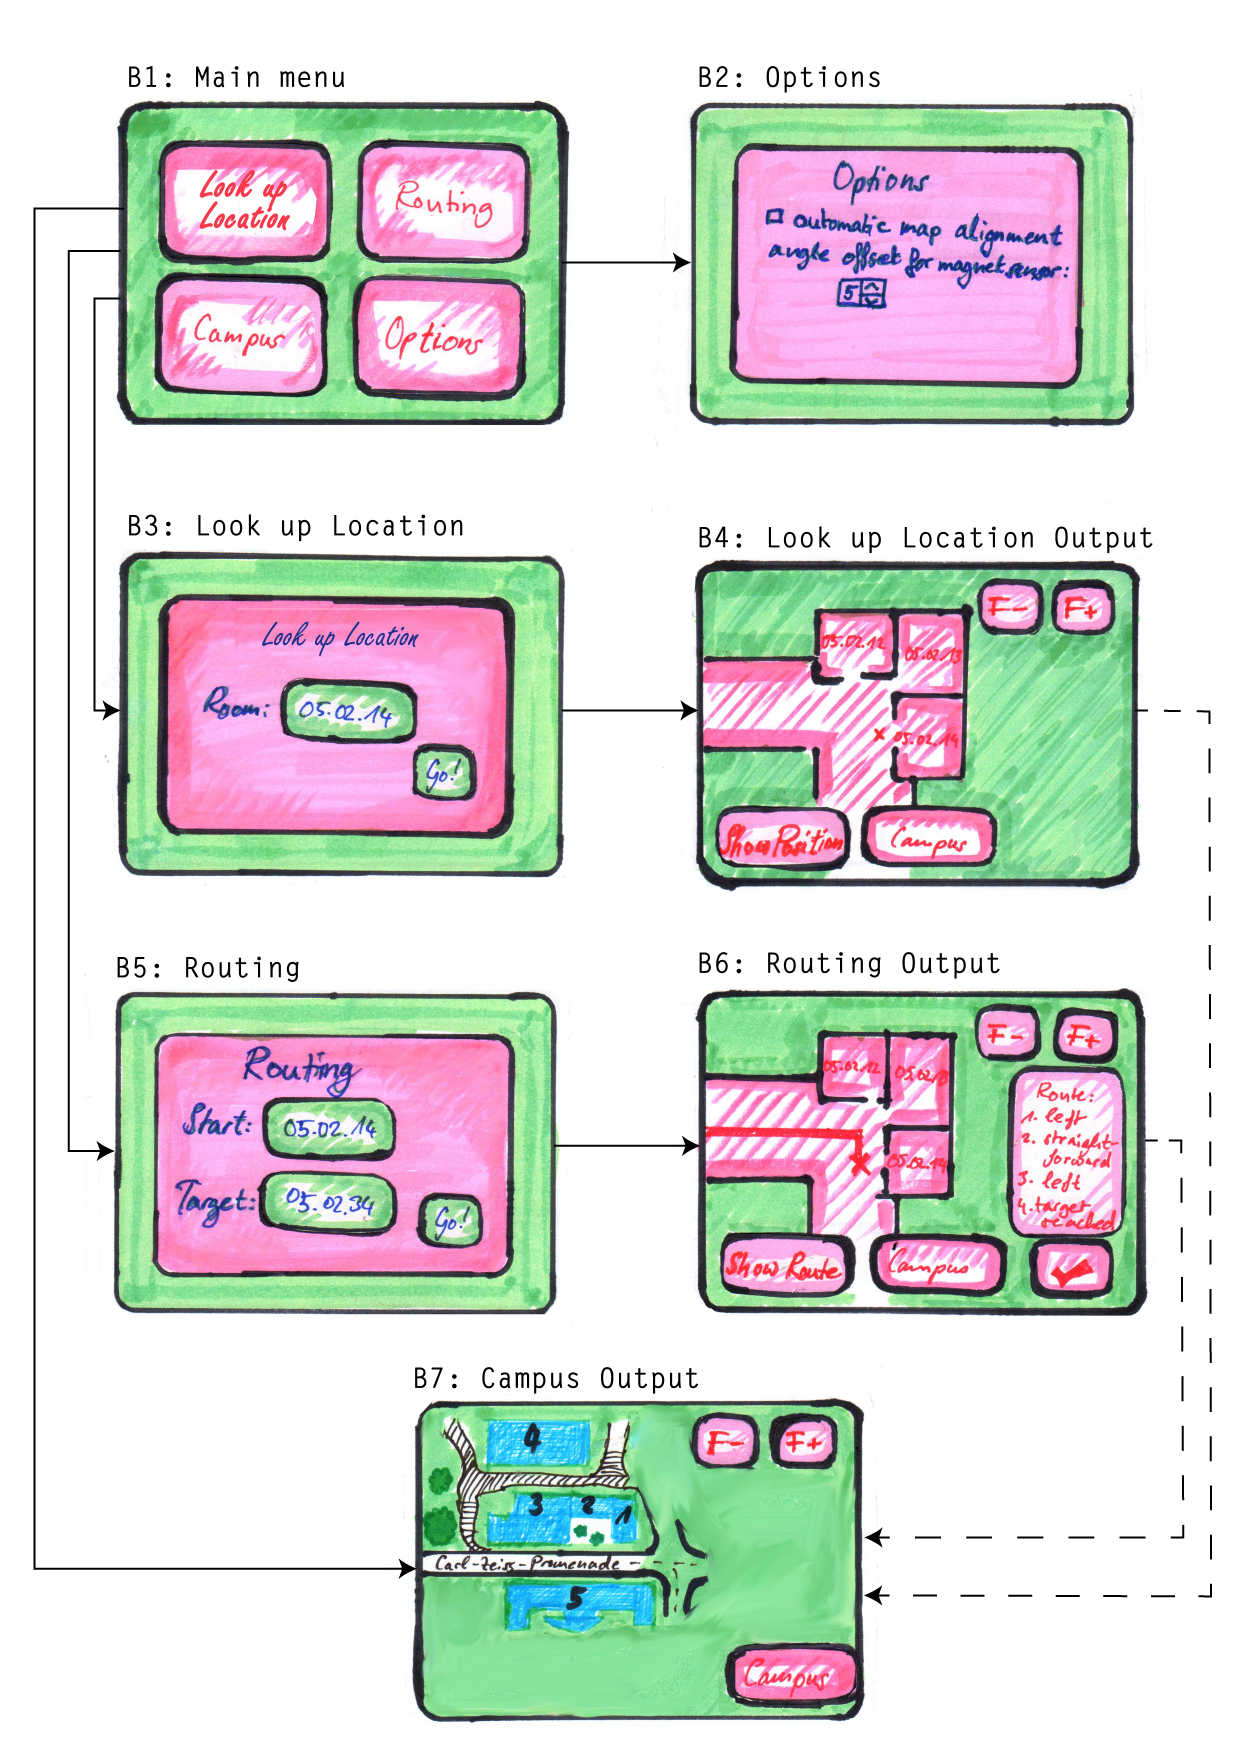 B1: Main menu
Look up
Location
Routing
Campus
Options
B2: Options
Options
automatic map alignment
angle offset for magnetsensor:
5
B3: Look up Location
Look up Location
Room: 05.02.14
Go!
B4: Look up Location Output
F-
F+
05.02.12
05.02.13
x 05.02.14
Show Position
Campus
B5: Routing
Routing
Start: 05.02.14
Target: 05.02.34
Go!
B6: Routing Output
F-
F+
05.02.12
05.02.13
05.02.14
Route:
1. left
2. straight-
forward
3. left
4. target
reached
Show Route
Campus
B7: Campus Output
F-
F+
4
3
2
1
Carl-Zeiss-Promenade
5
Campus